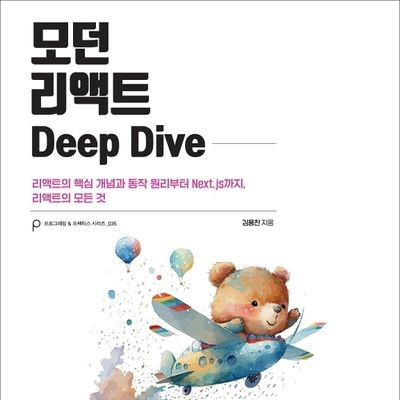 모던
리액트
Deep Dive
리액트의 핵심 개념과 동작 원리부터 Next.js까지,
리액트의 모든 것
프로그래밍 & 프랙티스 시리즈_035
김용찬 지음